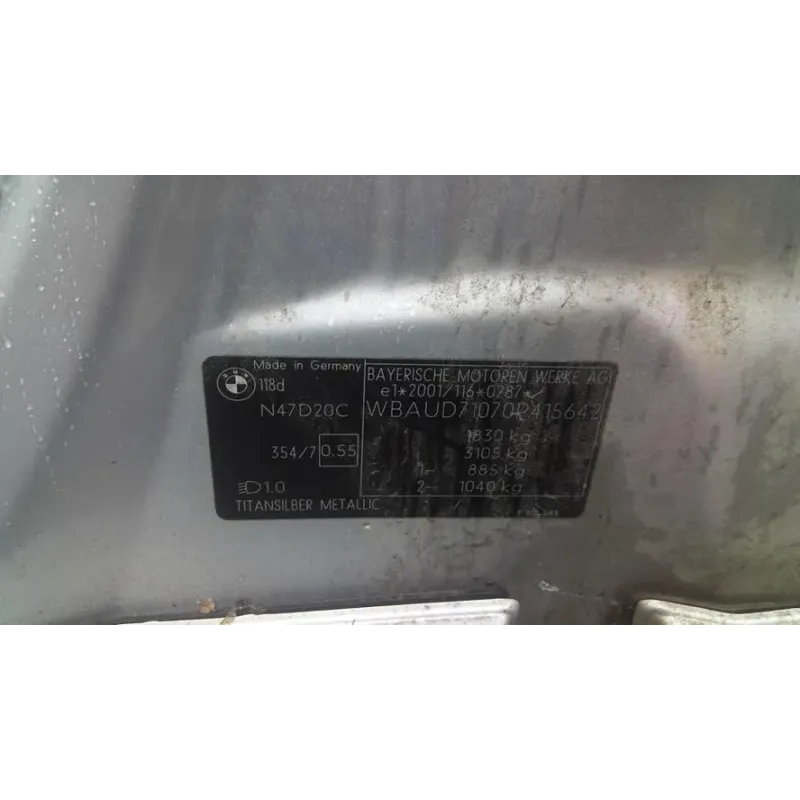 Made in Germany
BMW
118d
N47D20C
354/7 0.55
1.0
TITANSILBER METALLIC
BAYERISCHE MOTOREN WERKE AG
e1*2001/116*0287*
WBAUD71070P415642
1830 kg
3105 kg
1— 885 kg
2— 1040 kg